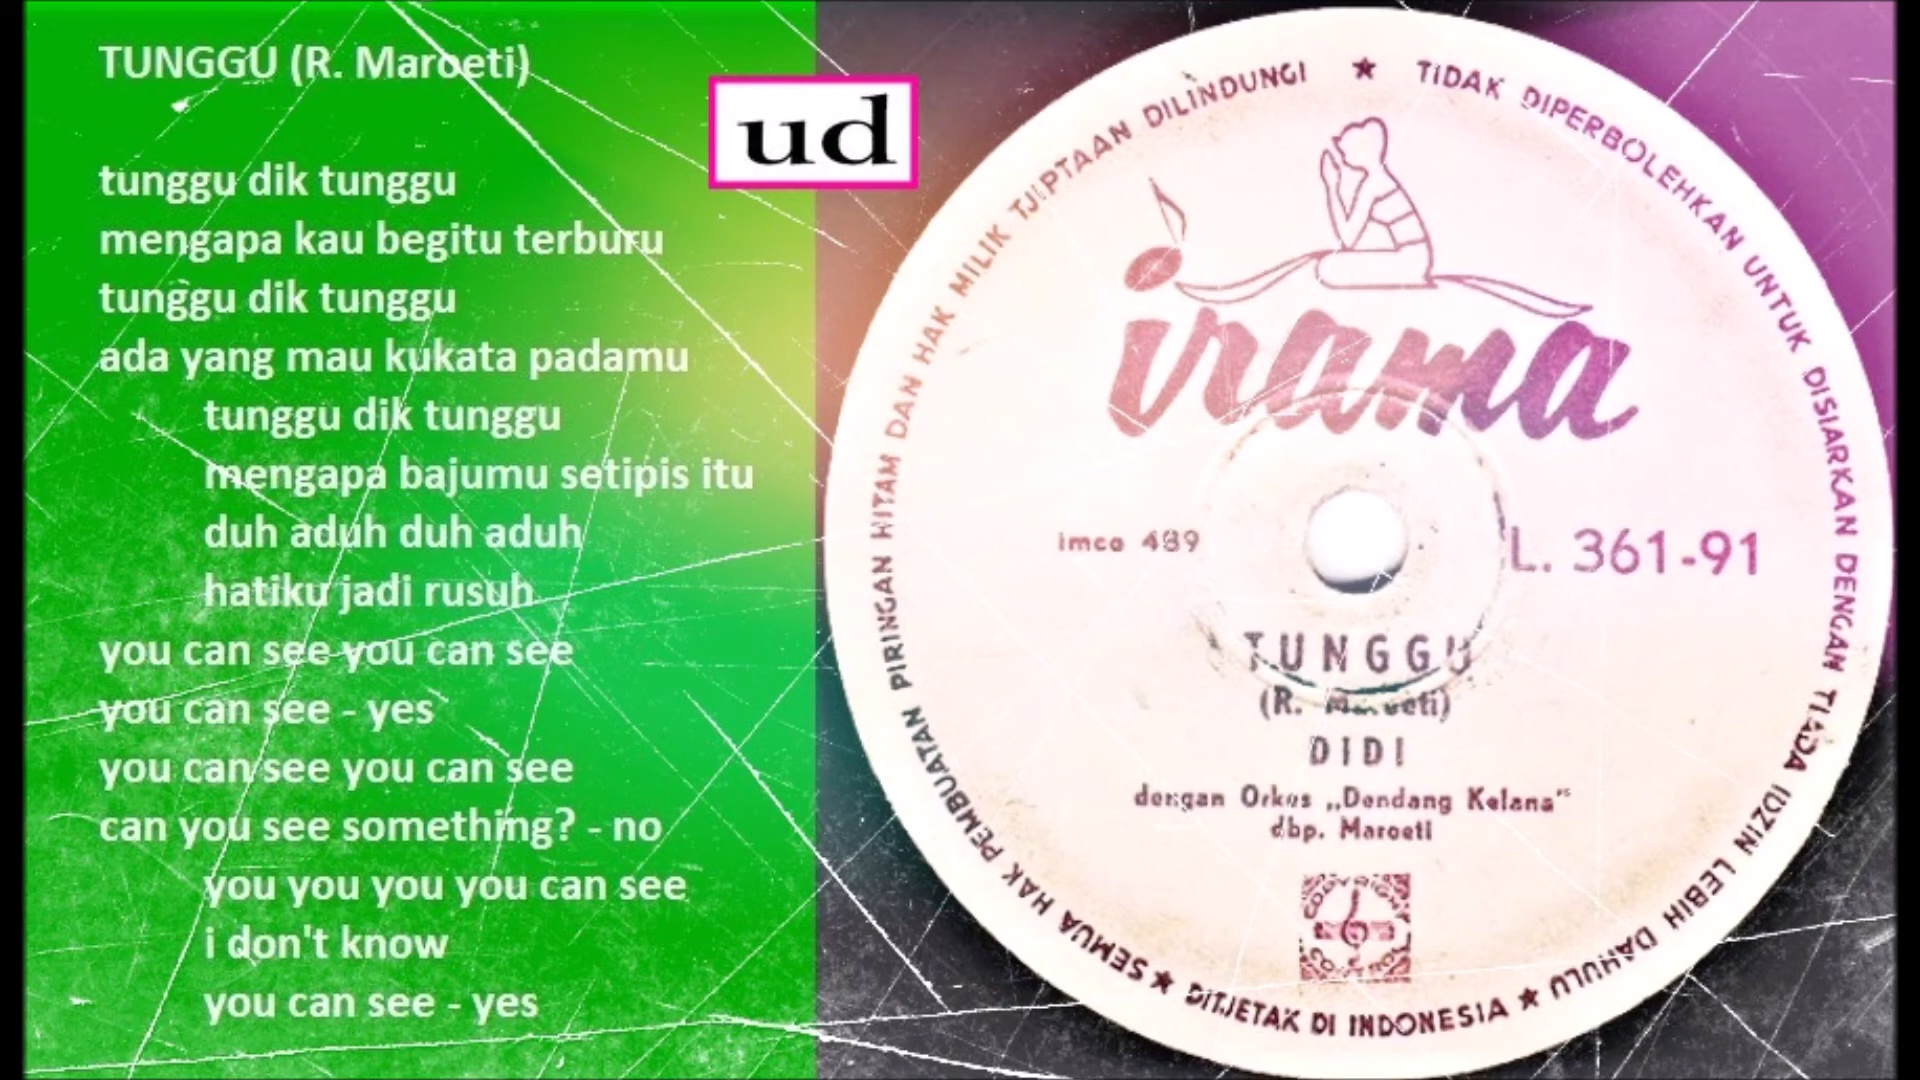 TUNGGU (R. Maroeti)
tunggu dik tunggu
mengapa kau begitu terburu
tunggu dik tunggu
ada yang mau kukata padamu
tunggu dik tunggu
mengapa bajumu setipis itu
duh aduh duh aduh
hatiku jadi rusuh
you can see you can see
you can see - yes
you can see you can see
can you see something? - no
you you you you can see
i don't know
you can see - yes
ud
★ SEMUA HAK PEMBUATAN PIRINGAN HITAM DAN HAK MILIK TJIPTAAN DILINDUNGI ★ TIDAK DIPERBOLEHKAN UNTUK DISIARKAN DENGAN TIADA IDZIN LEBIH DAHULU ★ DITJETAK DI INDONESIA
irama
imco 489
L. 361-91
TUNGGU
(R. Maroeti)
DIDI
dengan Orkes „Dendang Kelana"
dbp. Maroeti
COPYRIGHT
CONTROL